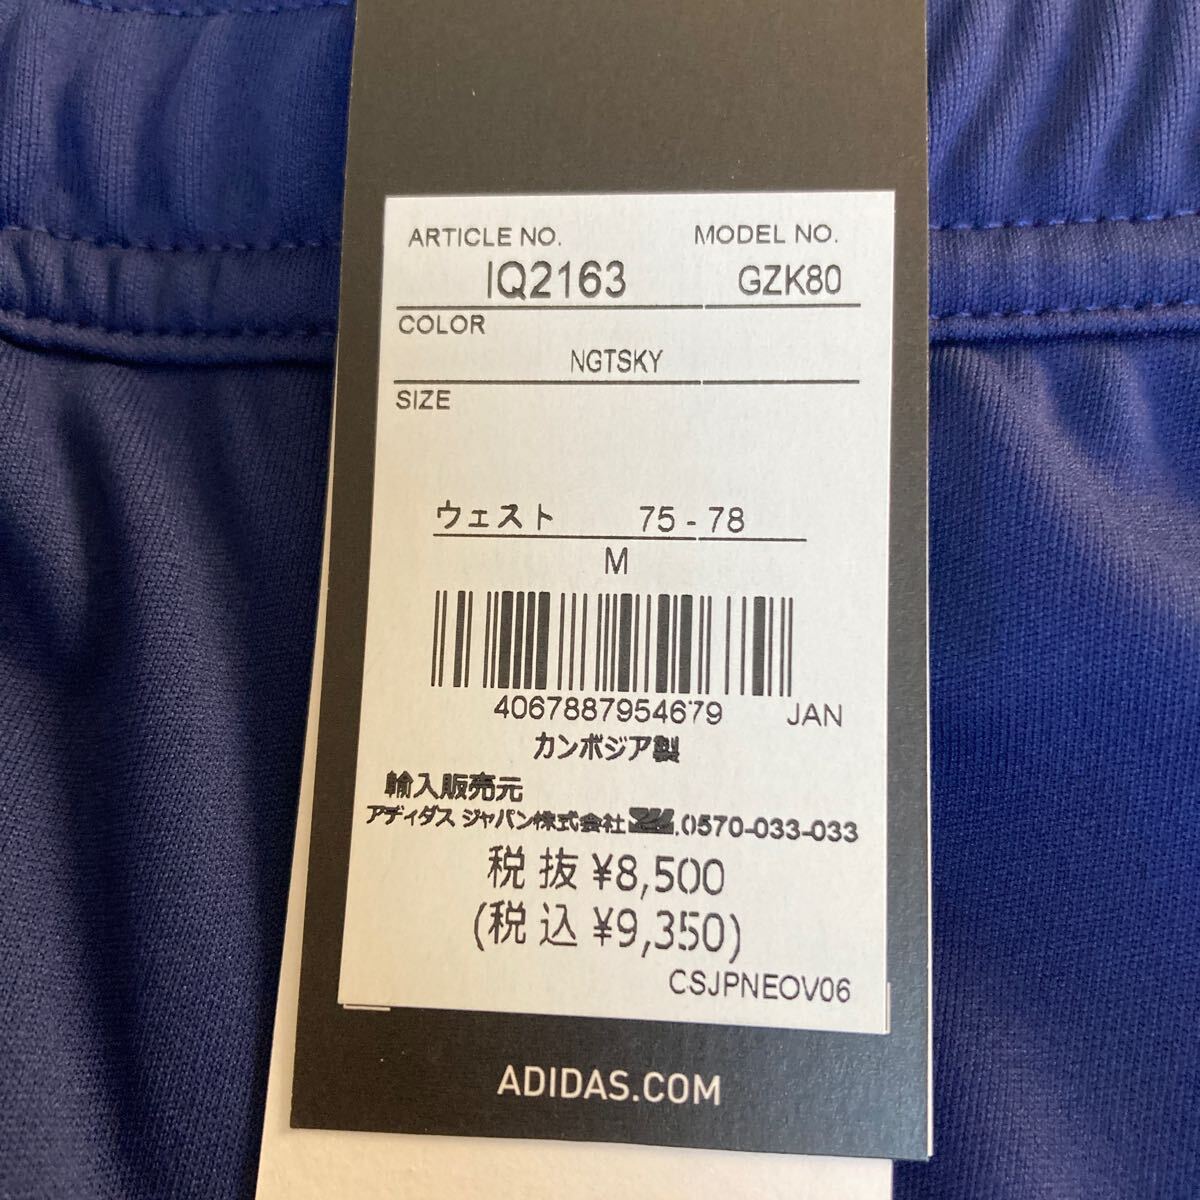 ARTICLE NO. MODEL NO.
IQ2163 GZK80
COLOR
NGTSKY
SIZE
ウェスト 75 - 78
M
4067887954679 JAN
カンボジア製
輸入販売元
アディダス ジャパン株式会社 0570-033-033
税 抜 ¥8,500
(税 込 ¥9,350)
CSJPNEOV06
ADIDAS.COM